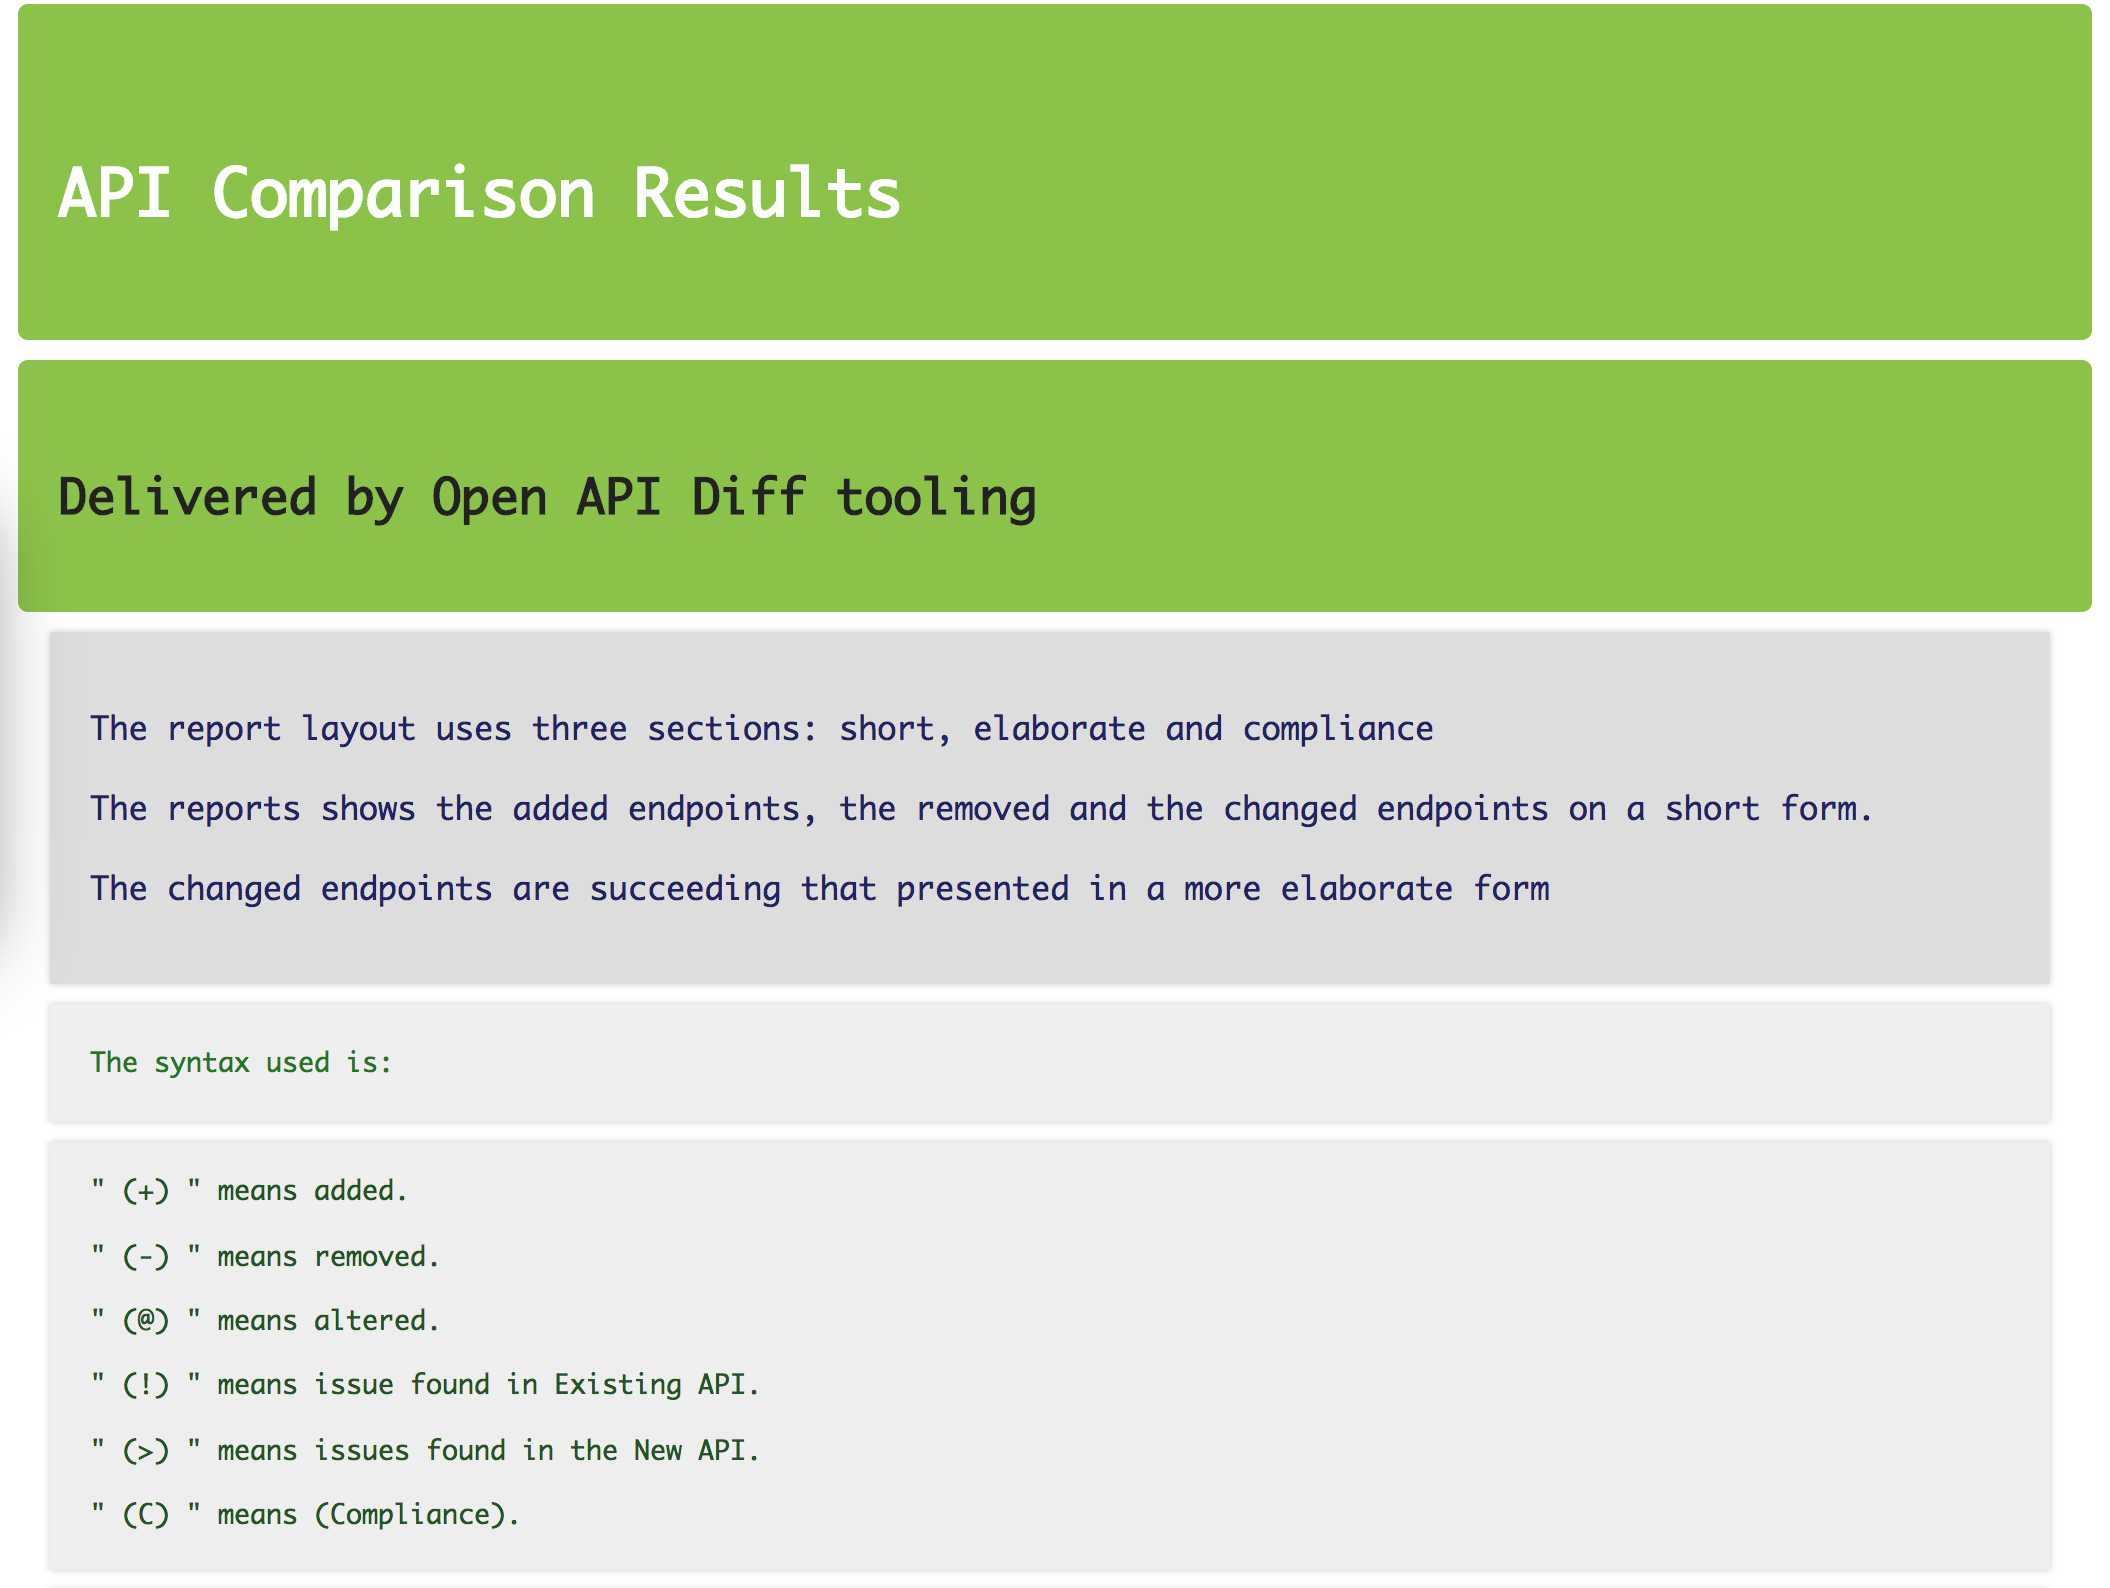 API Comparison Results
Delivered by Open API Diff tooling
The report layout uses three sections: short, elaborate and compliance
The reports shows the added endpoints, the removed and the changed endpoints on a short form.
The changed endpoints are succeeding that presented in a more elaborate form
The syntax used is:
" (+) " means added.
" (-) " means removed.
" (@) " means altered.
" (!) " means issue found in Existing API.
" (>) " means issues found in the New API.
" (C) " means (Compliance).